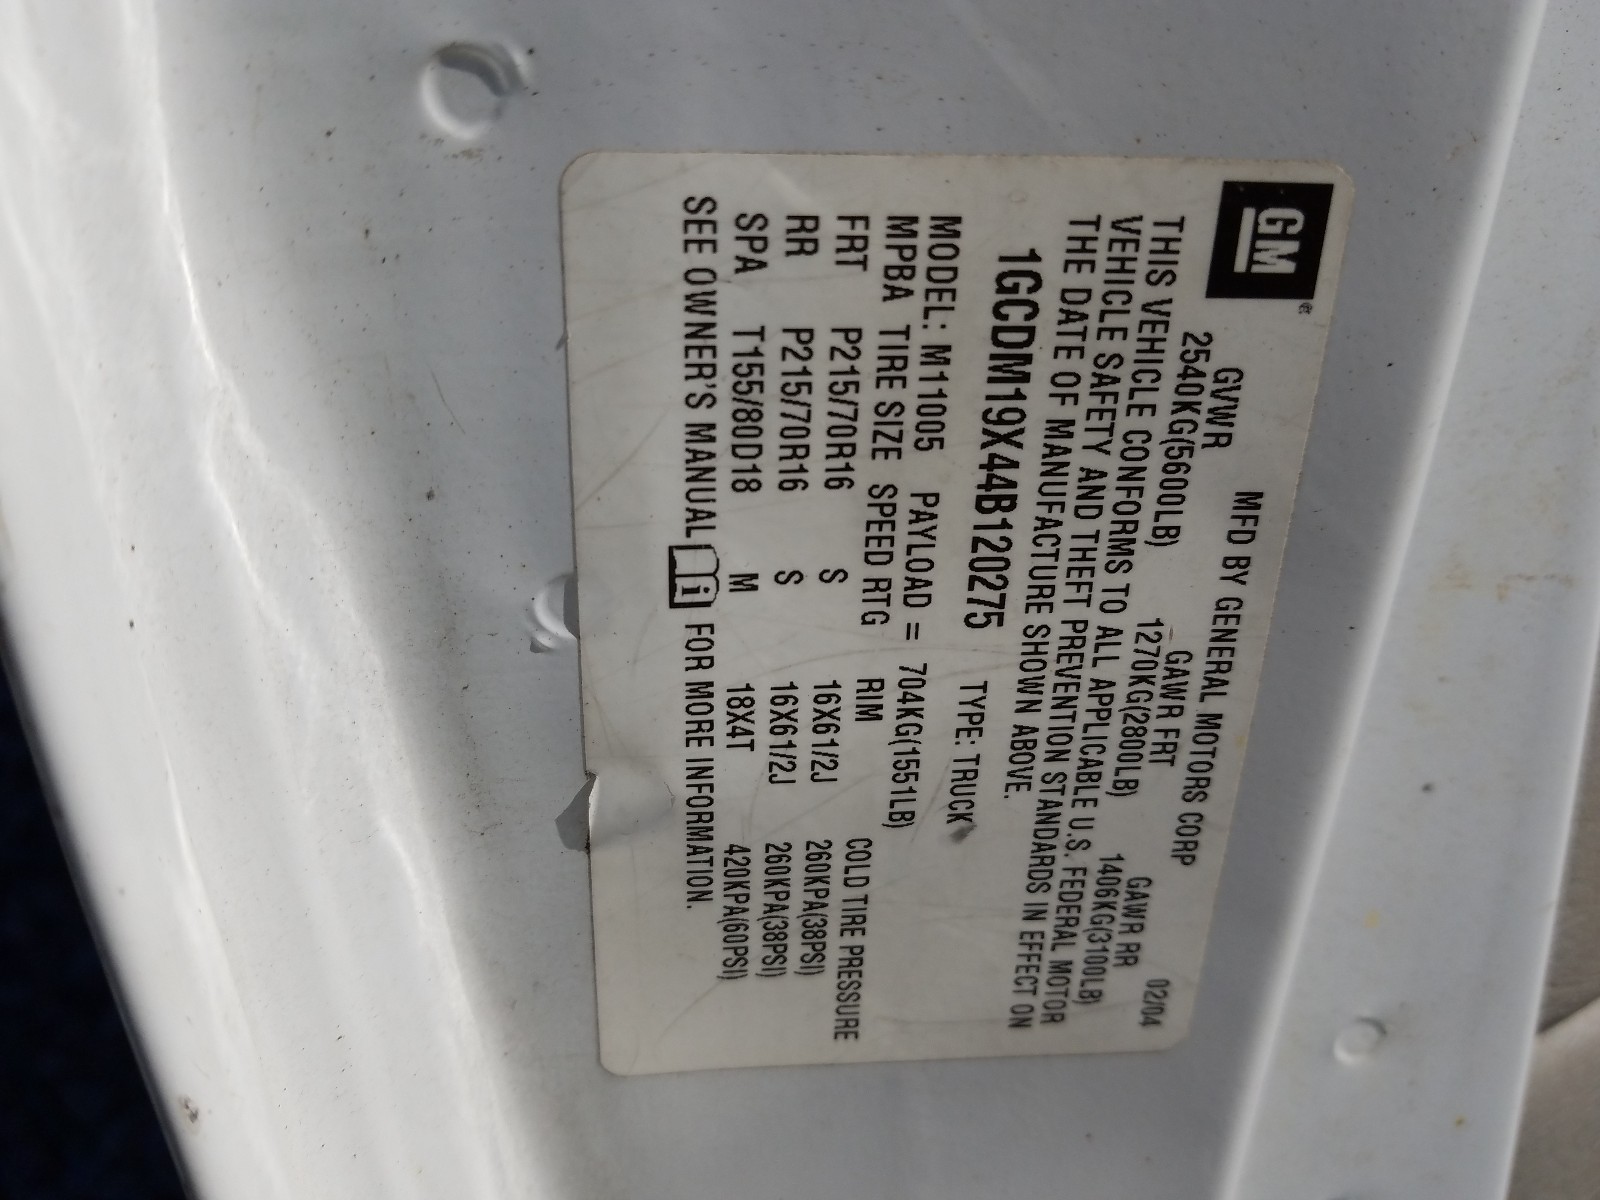 GM®
MFD BY GENERAL MOTORS CORP 02/04
GVWR GAWR FRT GAWR RR
2540KG(5600LB) 1270KG(2800LB) 1406KG(3100LB)
THIS VEHICLE CONFORMS TO ALL APPLICABLE U.S. FEDERAL MOTOR
VEHICLE SAFETY AND THEFT PREVENTION STANDARDS IN EFFECT ON
THE DATE OF MANUFACTURE SHOWN ABOVE.
1GCDM19X44B120275 TYPE: TRUCK
MODEL: M11005 PAYLOAD = 704KG(1551LB)
MPBA TIRE SIZE SPEED RTG RIM COLD TIRE PRESSURE
FRT P215/70R16 S 16X61/2J 260KPA(38PSI)
RR P215/70R16 S 16X61/2J 260KPA(38PSI)
SPA T155/80D18 M 18X4T 420KPA(60PSI)
SEE OWNER'S MANUAL i FOR MORE INFORMATION.